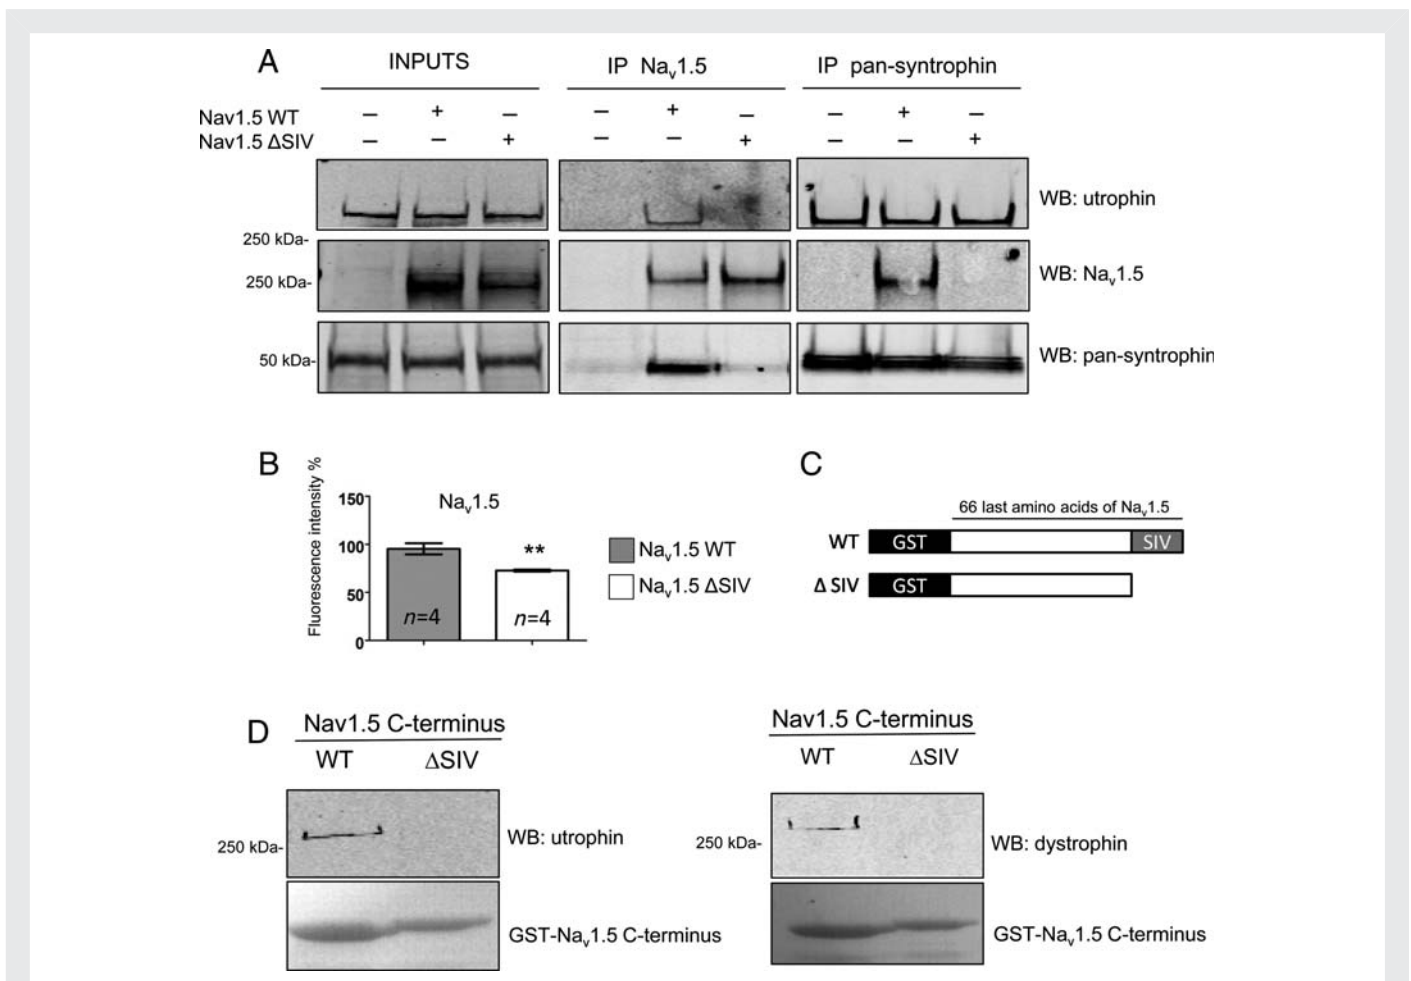 A
INPUTS
IP Nav1.5
IP pan-syntrophin
Nav1.5 WT – + – – + – – + –
Nav1.5 ΔSIV – – + – – + – – +
WB: utrophin
250 kDa-
250 kDa-
WB: Nav1.5
50 kDa-
WB: pan-syntrophin
B
Fluorescence intensity %
150
100
50
0
Nav1.5
**
n=4
n=4
Nav1.5 WT
Nav1.5 ΔSIV
C
66 last amino acids of Nav1.5
WT GST SIV
Δ SIV GST
D
Nav1.5 C-terminus
WT ΔSIV
250 kDa-
WB: utrophin
GST-Nav1.5 C-terminus
Nav1.5 C-terminus
WT ΔSIV
250 kDa-
WB: dystrophin
GST-Nav1.5 C-terminus